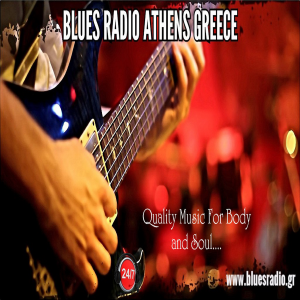 BLUES RADIO ATHENS GREECE
Quality Music For Body
and Soul....
24/7
www.bluesradio.gr